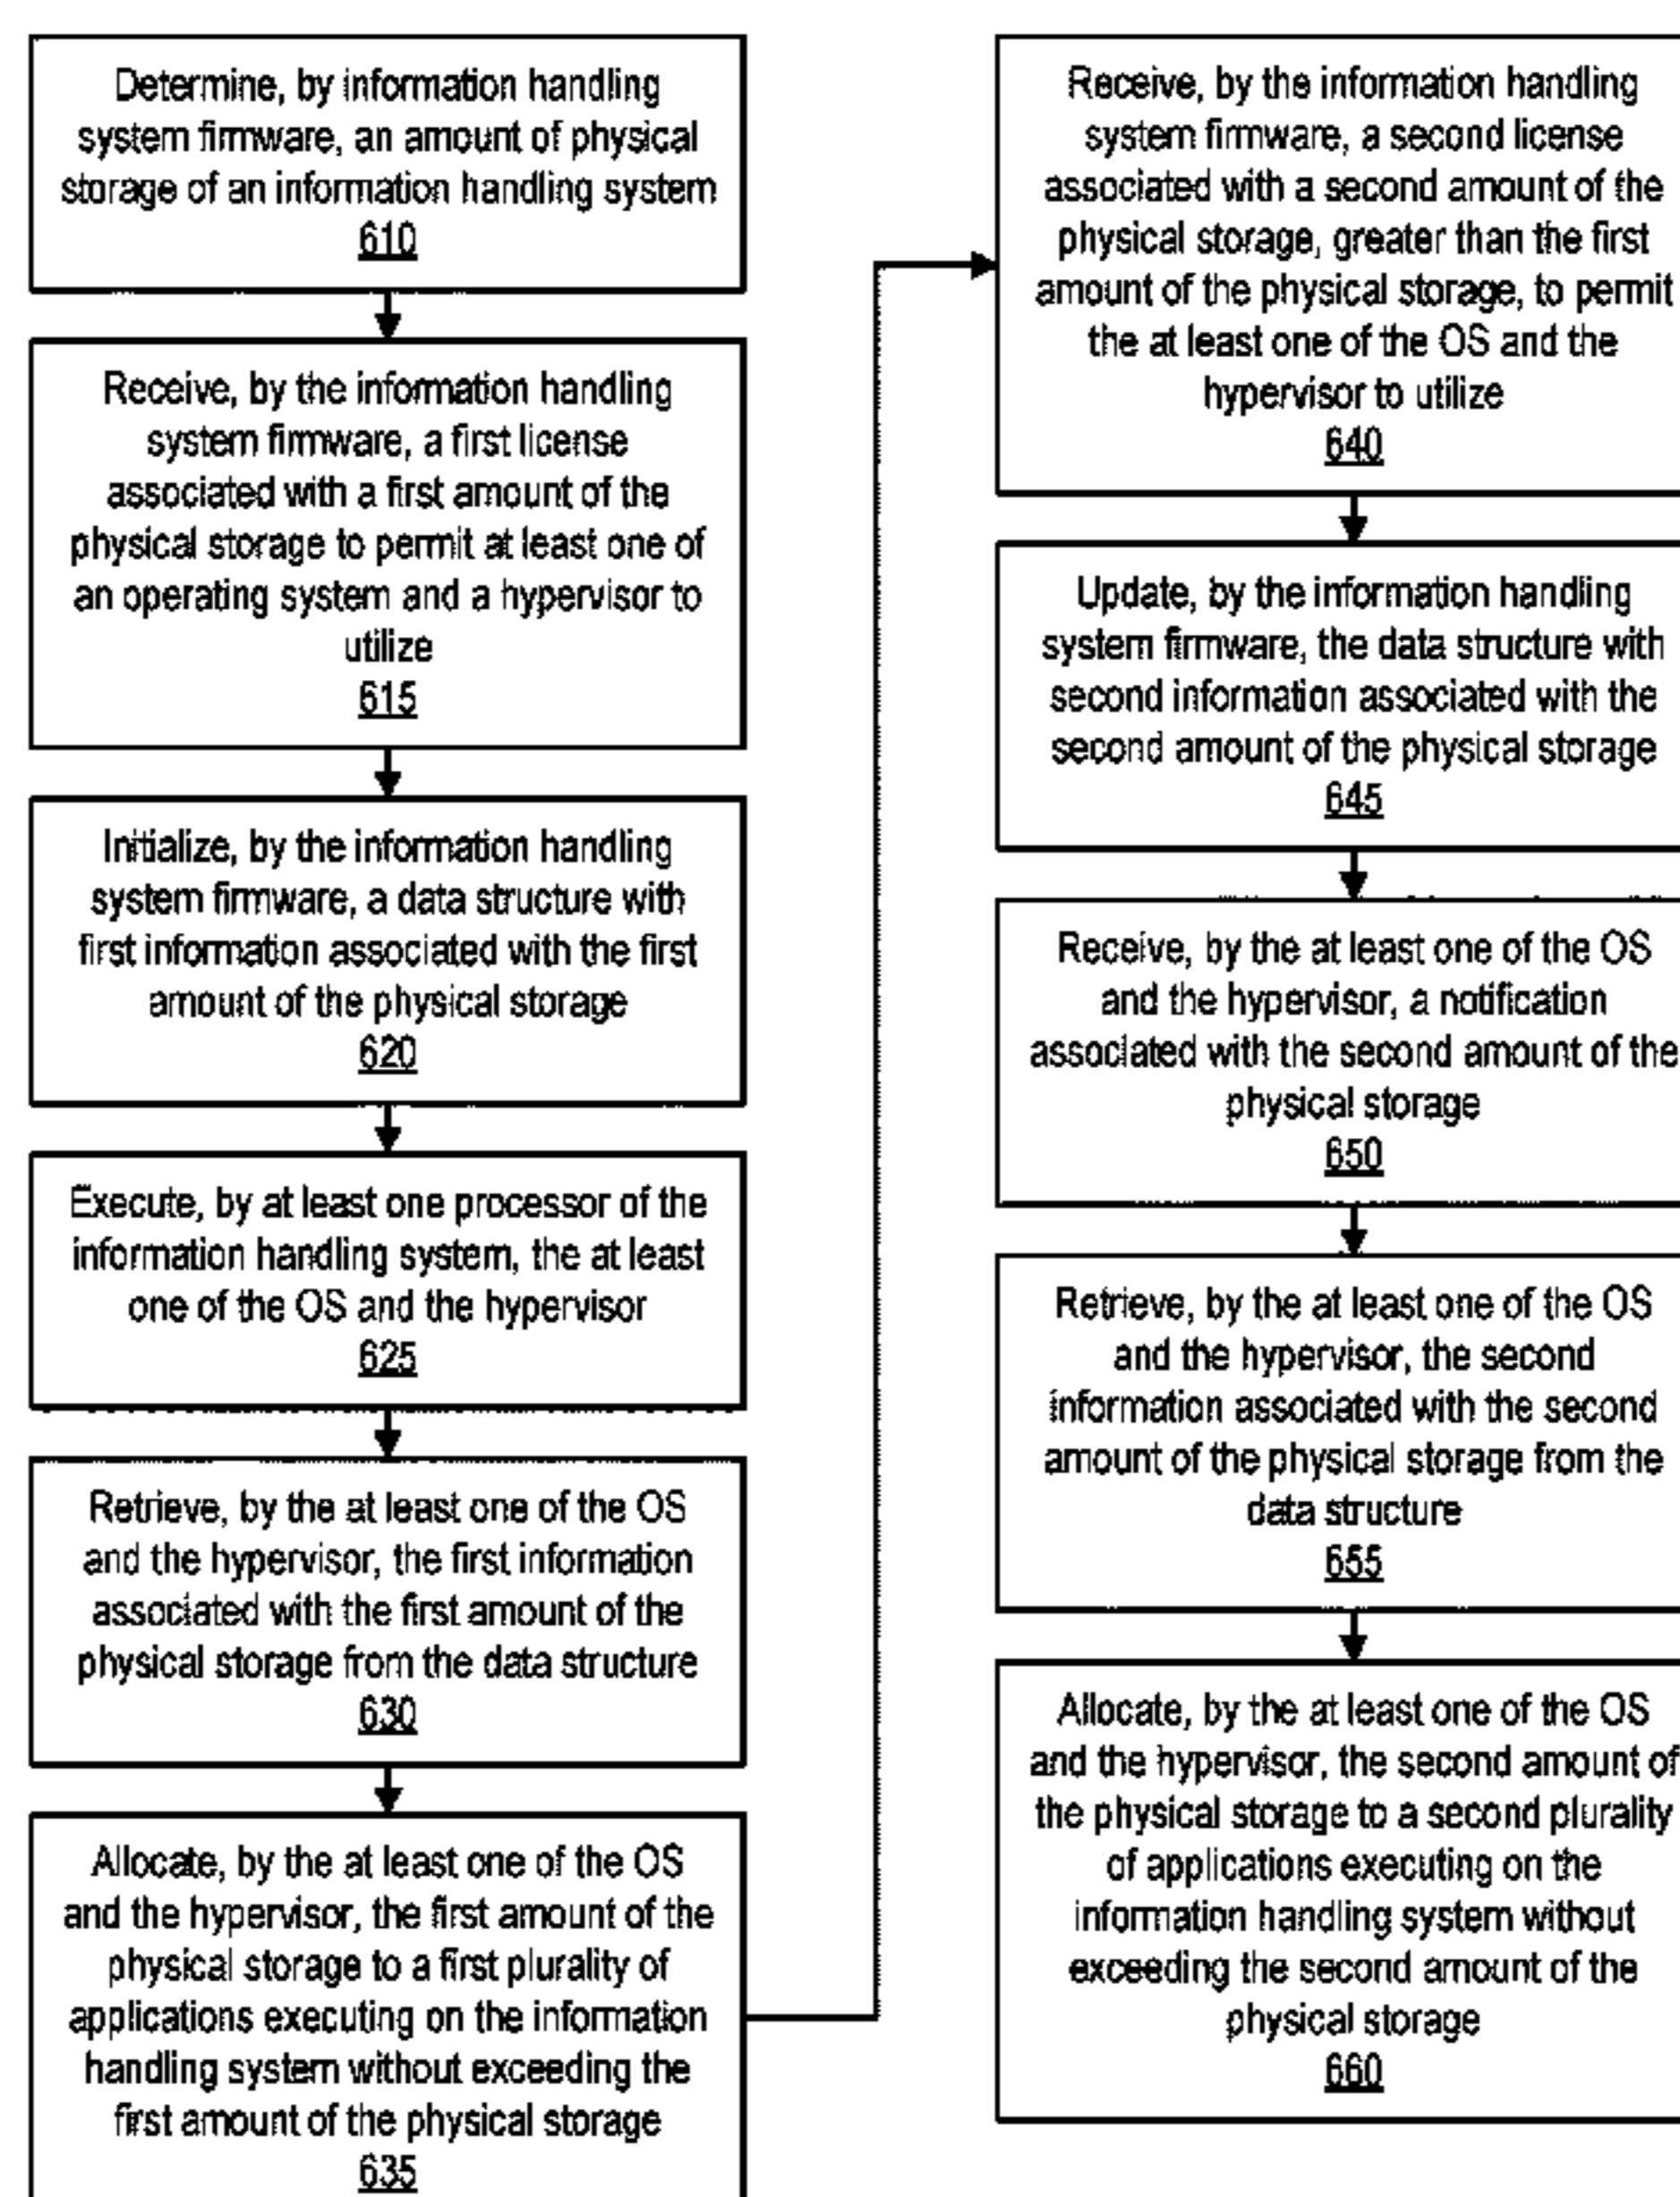 Determine, by information handling
system firmware, an amount of physical
storage of an information handling system
610
Receive, by the information handling
system firmware, a first license
associated with a first amount of the
physical storage to permit at least one of
an operating system and a hypervisor to
utilize
615
Initialize, by the information handling
system firmware, a data structure with
first information associated with the first
amount of the physical storage
620
Execute, by at least one processor of the
information handling system, the at least
one of the OS and the hypervisor
625
Retrieve, by the at least one of the OS
and the hypervisor, the first information
associated with the first amount of the
physical storage from the data structure
630
Allocate, by the at least one of the OS
and the hypervisor, the first amount of the
physical storage to a first plurality of
applications executing on the information
handling system without exceeding the
first amount of the physical storage
635
Receive, by the information handling
system firmware, a second license
associated with a second amount of the
physical storage, greater than the first
amount of the physical storage, to permit
the at least one of the OS and the
hypervisor to utilize
640
Update, by the information handling
system firmware, the data structure with
second information associated with the
second amount of the physical storage
645
Receive, by the at least one of the OS
and the hypervisor, a notification
associated with the second amount of the
physical storage
650
Retrieve, by the at least one of the OS
and the hypervisor, the second
information associated with the second
amount of the physical storage from the
data structure
655
Allocate, by the at least one of the OS
and the hypervisor, the second amount of
the physical storage to a second plurality
of applications executing on the
information handling system without
exceeding the second amount of the
physical storage
660